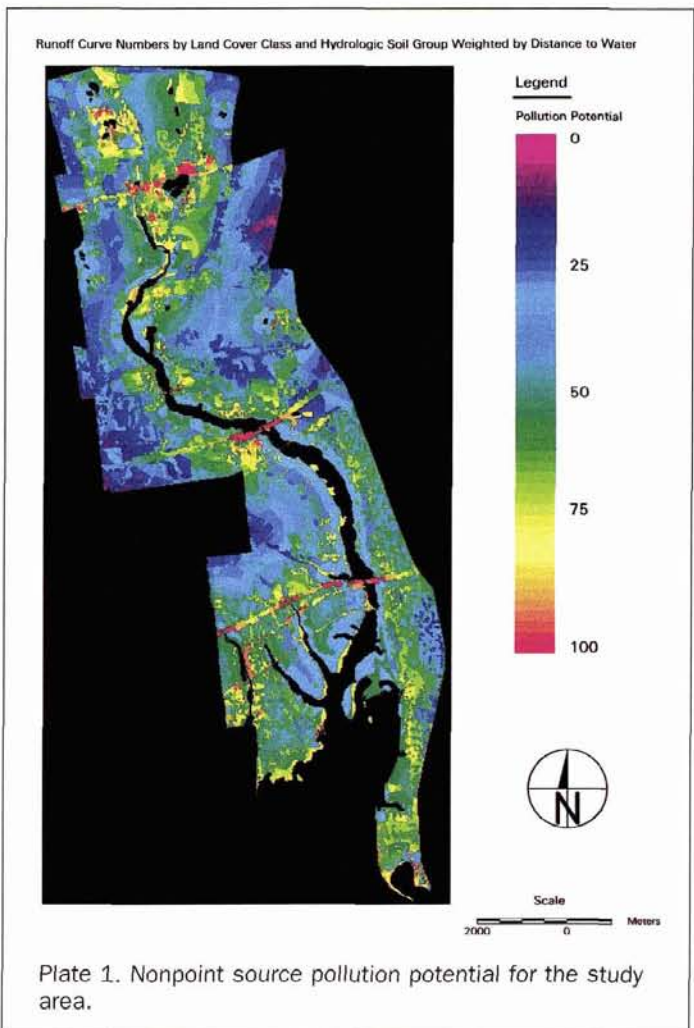 Runoff Curve Numbers by Land Cover Class and Hydrologic Soil Group Weighted by Distance to Water
Legend
Pollution Potential
0
25
50
75
100
N
Scale
2000 0 Meters
Plate 1. Nonpoint source pollution potential for the study
area.